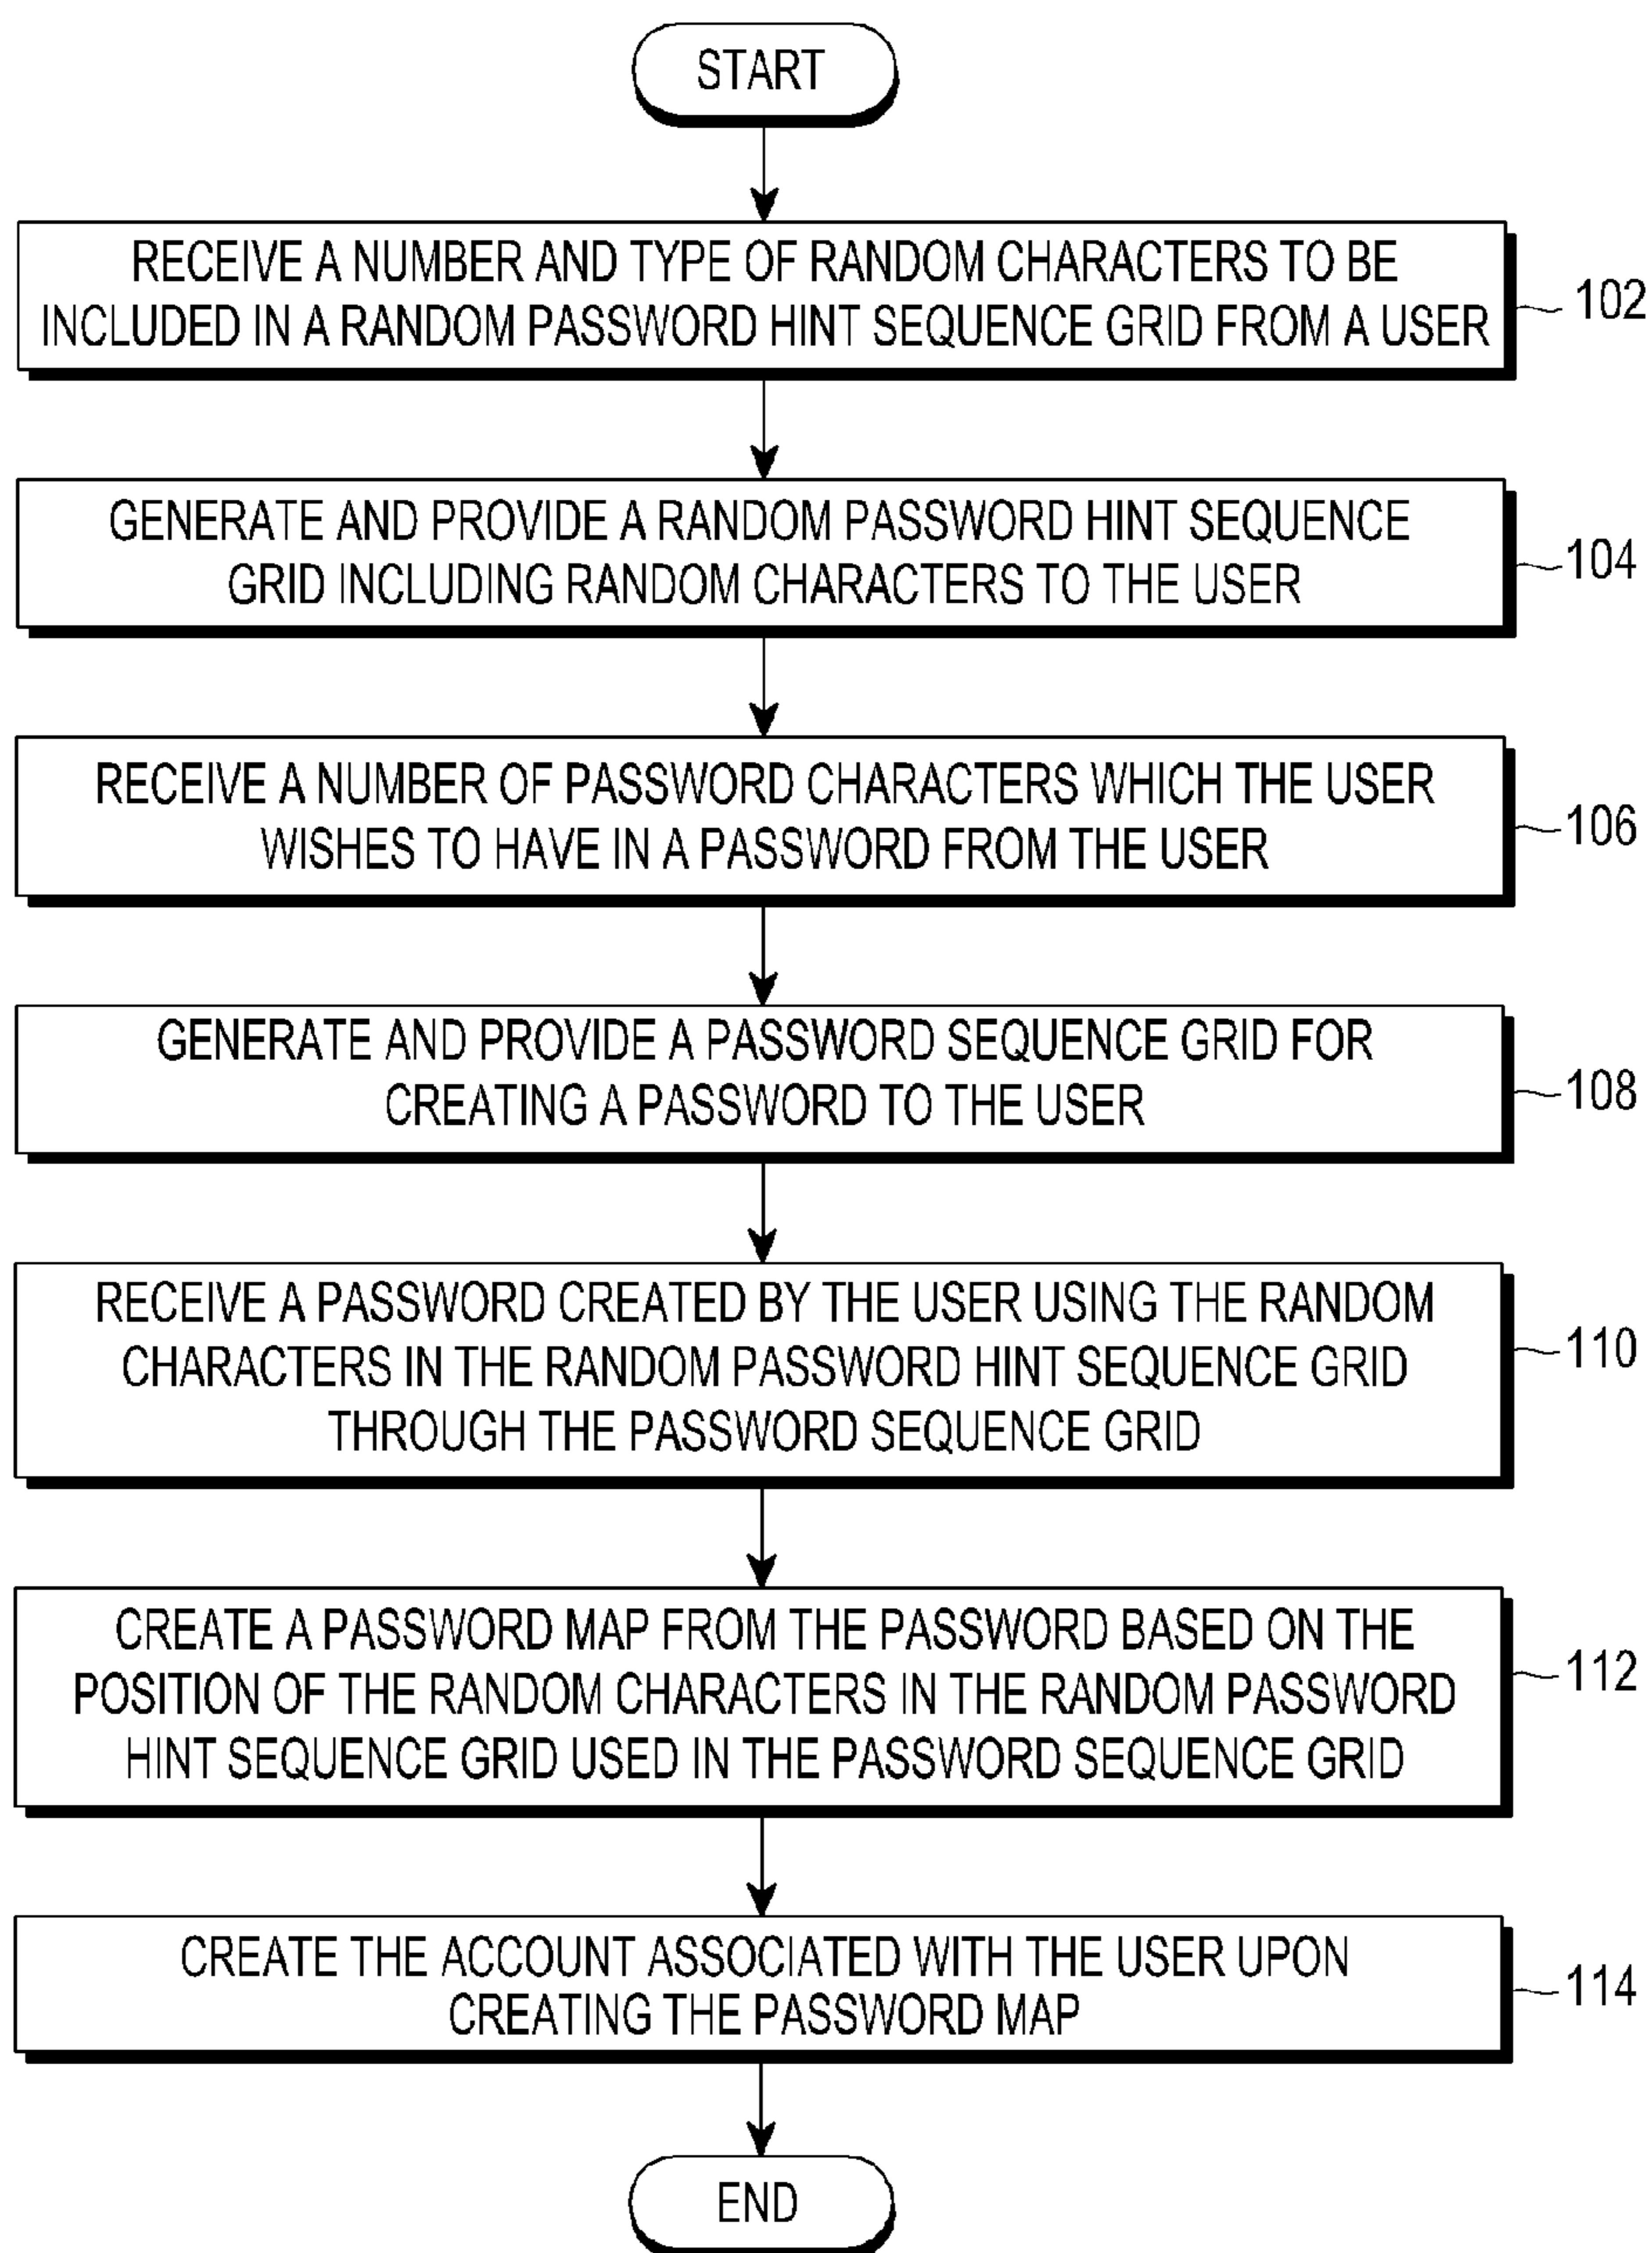 START
RECEIVE A NUMBER AND TYPE OF RANDOM CHARACTERS TO BE
INCLUDED IN A RANDOM PASSWORD HINT SEQUENCE GRID FROM A USER
102
GENERATE AND PROVIDE A RANDOM PASSWORD HINT SEQUENCE
GRID INCLUDING RANDOM CHARACTERS TO THE USER
104
RECEIVE A NUMBER OF PASSWORD CHARACTERS WHICH THE USER
WISHES TO HAVE IN A PASSWORD FROM THE USER
106
GENERATE AND PROVIDE A PASSWORD SEQUENCE GRID FOR
CREATING A PASSWORD TO THE USER
108
RECEIVE A PASSWORD CREATED BY THE USER USING THE RANDOM
CHARACTERS IN THE RANDOM PASSWORD HINT SEQUENCE GRID
THROUGH THE PASSWORD SEQUENCE GRID
110
CREATE A PASSWORD MAP FROM THE PASSWORD BASED ON THE
POSITION OF THE RANDOM CHARACTERS IN THE RANDOM PASSWORD
HINT SEQUENCE GRID USED IN THE PASSWORD SEQUENCE GRID
112
CREATE THE ACCOUNT ASSOCIATED WITH THE USER UPON
CREATING THE PASSWORD MAP
114
END